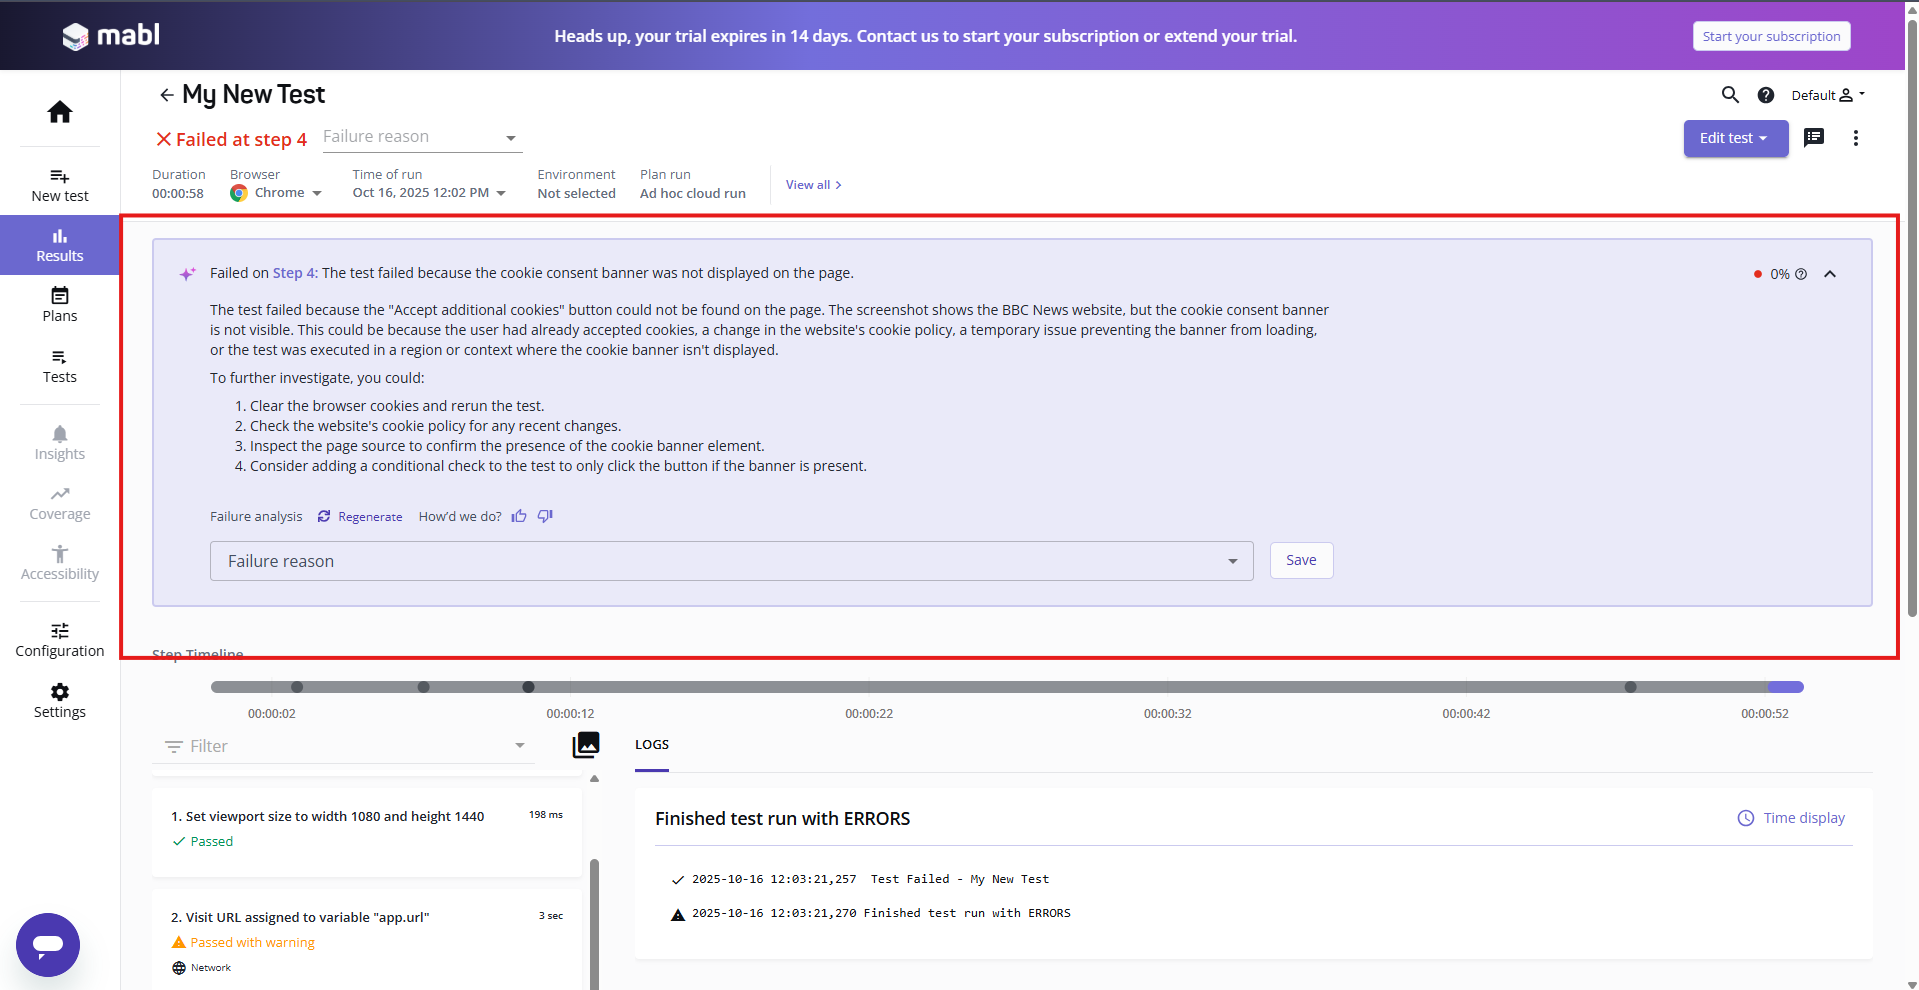 mabl
Heads up, your trial expires in 14 days. Contact us to start your subscription or extend your trial.
Start your subscription
My New Test
Default
Failed at step 4
Failure reason
Edit test
Duration
00:00:58
Browser
Chrome
Time of run
Oct 16, 2025 12:02 PM
Environment
Not selected
Plan run
Ad hoc cloud run
View all
New test
Results
Plans
Tests
Insights
Coverage
Accessibility
Configuration
Settings
Failed on Step 4: The test failed because the cookie consent banner was not displayed on the page.
0%
The test failed because the "Accept additional cookies" button could not be found on the page. The screenshot shows the BBC News website, but the cookie consent banner
is not visible. This could be because the user had already accepted cookies, a change in the website's cookie policy, a temporary issue preventing the banner from loading,
or the test was executed in a region or context where the cookie banner isn't displayed.
To further investigate, you could:
1. Clear the browser cookies and rerun the test.
2. Check the website's cookie policy for any recent changes.
3. Inspect the page source to confirm the presence of the cookie banner element.
4. Consider adding a conditional check to the test to only click the button if the banner is present.
Failure analysis Regenerate How'd we do?
Failure reason
Save
Step Timeline
00:00:02 00:00:12 00:00:22 00:00:32 00:00:42 00:00:52
Filter
LOGS
1. Set viewport size to width 1080 and height 1440 198 ms
Passed
2. Visit URL assigned to variable "app.url" 3 sec
Passed with warning
Network
Finished test run with ERRORS
Time display
2025-10-16 12:03:21,257 Test Failed - My New Test
2025-10-16 12:03:21,270 Finished test run with ERRORS